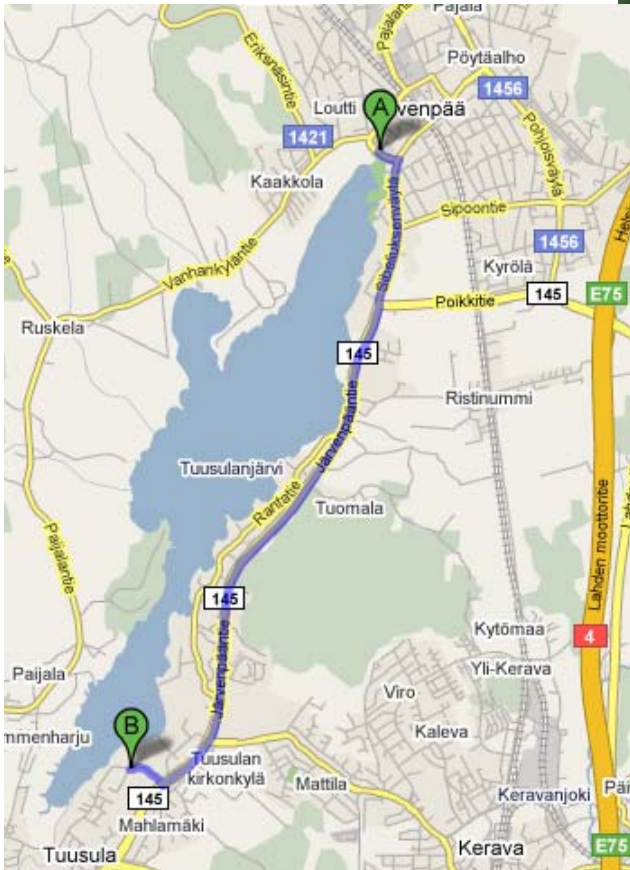 Pajala
Pajalantie
Eriksnäsintie
Pöytäalho
Loutti
A
venpää
1456
1421
Pohjoisväylä
Kaakkola
Sipoontie
Sibeliuksenväylä
1456
Vanhankyläntie
Kyrölä
Poikkitie
145
E75
Ruskela
145
Ristinummi
Järvenpääntie
Tuusulanjärvi
Rantatie
Tuomala
Lahden moottoritie
Paijalantie
145
4
Kytömaa
Yli-Kerava
Järvenpääntie
Paijala
Viro
Kaleva
mmenharju
B
Tuusulan
kirkonkylä
Mattila
Keravanjoki
145
Mahlamäki
Tuusula
Kerava
E75